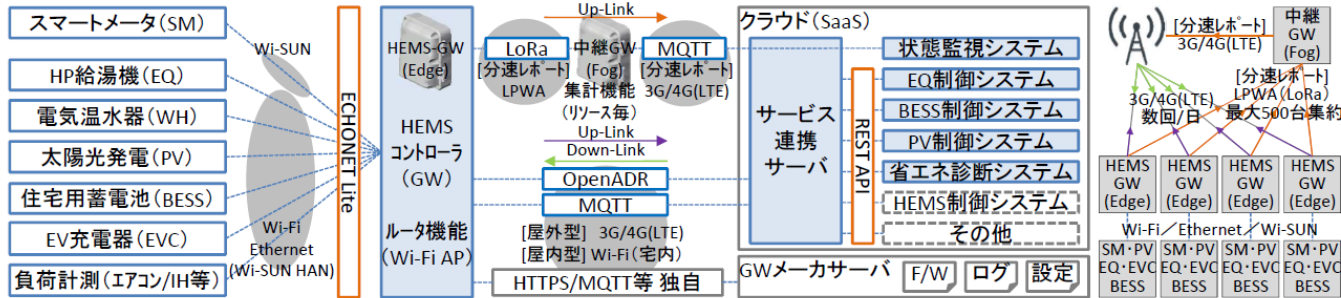 スマートメータ(SM)
HP給湯機(EQ)
電気温水器(WH)
太陽光発電(PV)
住宅用蓄電池(BESS)
EV充電器(EVC)
負荷計測(エアコン/IH等)
Wi-SUN
Wi-Fi
Ethernet
(Wi-SUN HAN)
ECHONET Lite
HEMS-GW
(Edge)
HEMS
コントローラ
(GW)
ルータ機能
(Wi-Fi AP)
Up-Link
LoRa
[分速レポート]
LPWA
中継GW
(Fog)
集計機能
(リソース毎)
MQTT
[分速レポート]
3G/4G(LTE)
Up-Link
Down-Link
OpenADR
MQTT
[屋外型] 3G/4G(LTE)
[屋内型] Wi-Fi(宅内)
HTTPS/MQTT等 独自
クラウド(SaaS)
サービス
連携
サーバ
REST API
状態監視システム
EQ制御システム
BESS制御システム
PV制御システム
省エネ診断システム
HEMS制御システム
その他
GWメーカサーバ
F/W
ログ
設定
[分速レポート]
3G/4G(LTE)
中継
GW
(Fog)
[分速レポート]
LPWA(LoRa)
最大500台集約
3G/4G(LTE)
数回/日
HEMS
GW
(Edge)
HEMS
GW
(Edge)
HEMS
GW
(Edge)
HEMS
GW
(Edge)
Wi-Fi/Ethernet/Wi-SUN
SM・PV
EQ・EVC
BESS
SM・PV
EQ・EVC
BESS
SM・PV
EQ・EVC
BESS
SM・PV
EQ・EVC
BESS